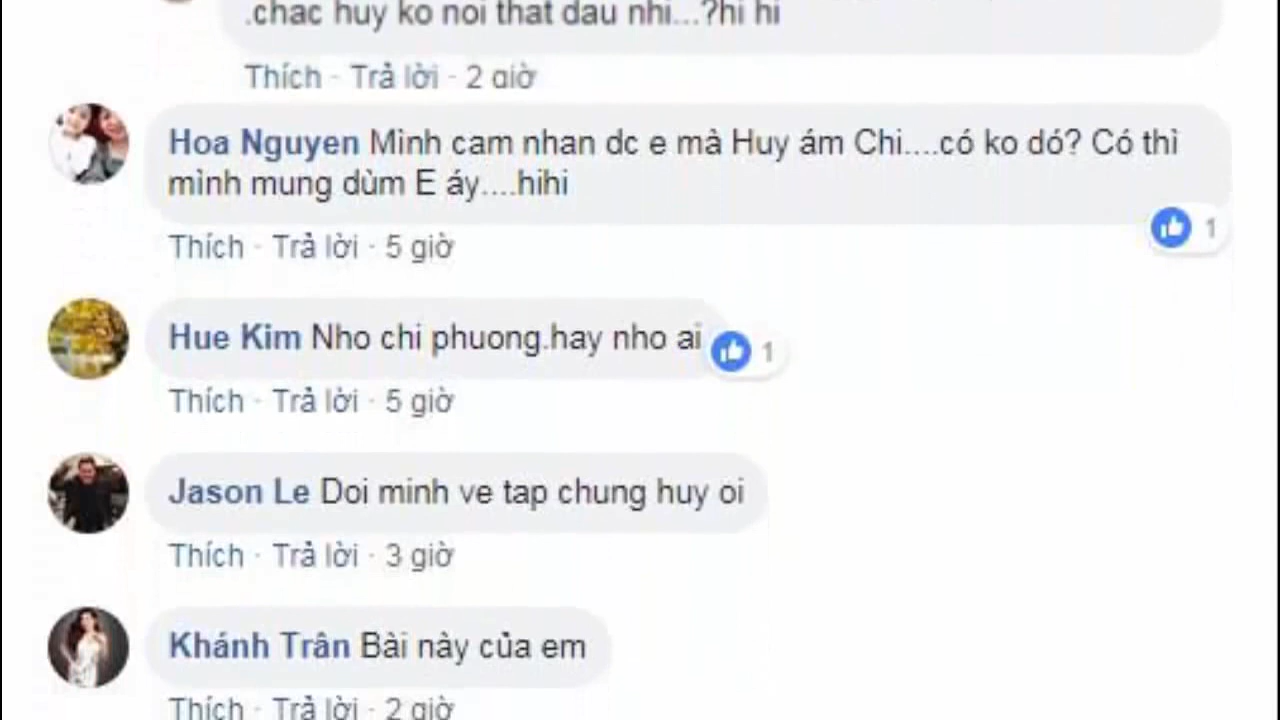 .chac huy ko noi that dau nhi...?hi hi
Thích · Trả lời · 2 giờ
Hoa Nguyen Mình cam nhan dc e mà Huy ám Chi....có ko dó? Có thì
mình mung dùm E áy....hihi
1
Thích · Trả lời · 5 giờ
Hue Kim Nho chi phuong.hay nho ai
1
Thích · Trả lời · 5 giờ
Jason Le Doi minh ve tap chung huy oi
Thích · Trả lời · 3 giờ
Khánh Trân Bài này của em
Thích · Trả lời · 2 giờ